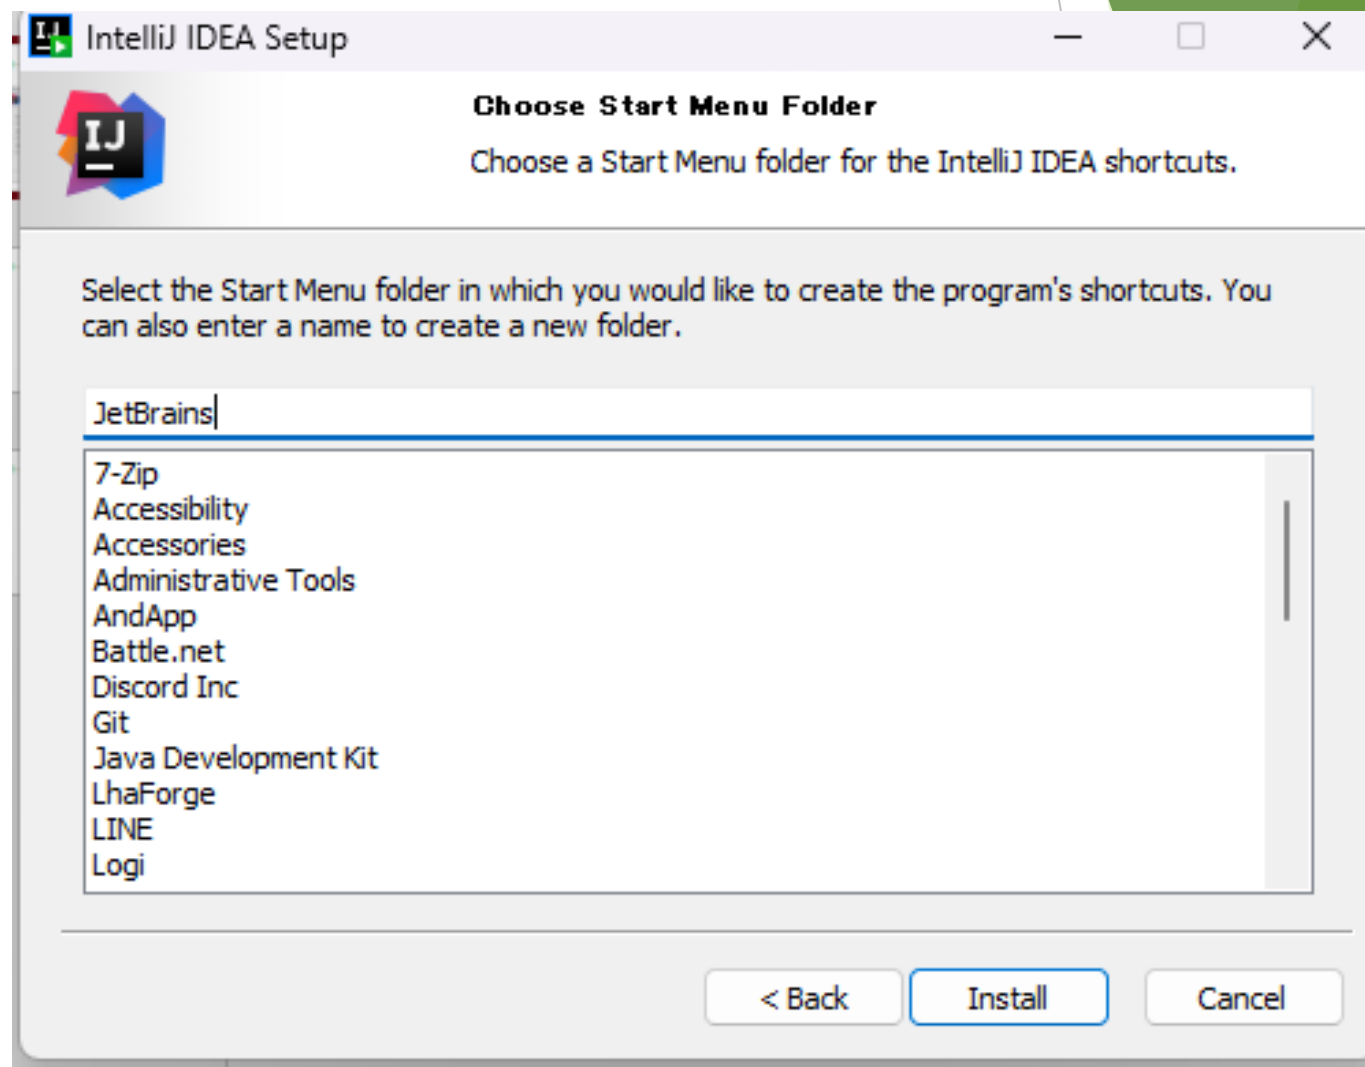 IntelliJ IDEA Setup
IJ
Choose Start Menu Folder
Choose a Start Menu folder for the IntelliJ IDEA shortcuts.
Select the Start Menu folder in which you would like to create the program's shortcuts. You
can also enter a name to create a new folder.
JetBrains
7-Zip
Accessibility
Accessories
Administrative Tools
AndApp
Battle.net
Discord Inc
Git
Java Development Kit
LhaForge
LINE
Logi
< Back
Install
Cancel